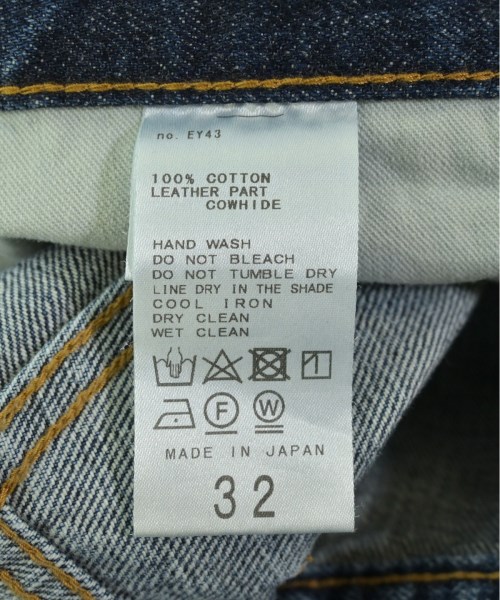 no. EY43
100% COTTON
LEATHER PART
COWHIDE
HAND WASH
DO NOT BLEACH
DO NOT TUMBLE DRY
LINE DRY IN THE SHADE
COOL IRON
DRY CLEAN
WET CLEAN
F W
MADE IN JAPAN
32